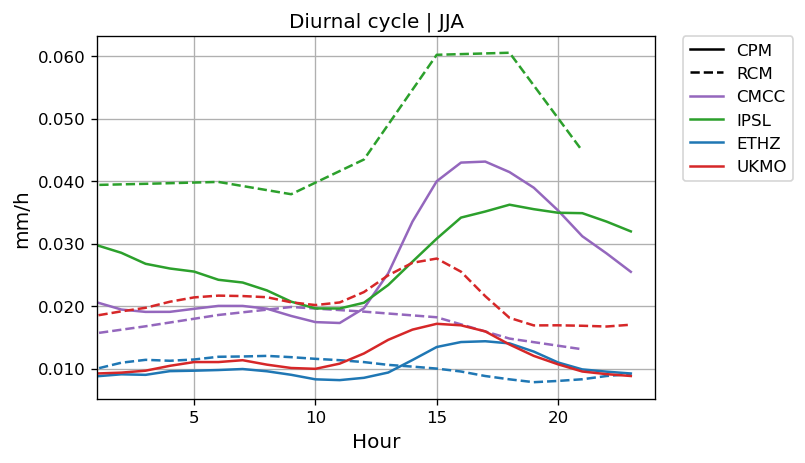 Diurnal cycle | JJA
0.060
0.050
0.040
0.030
0.020
0.010
mm/h
5
10
15
20
Hour
CPM
RCM
CMCC
IPSL
ETHZ
UKMO